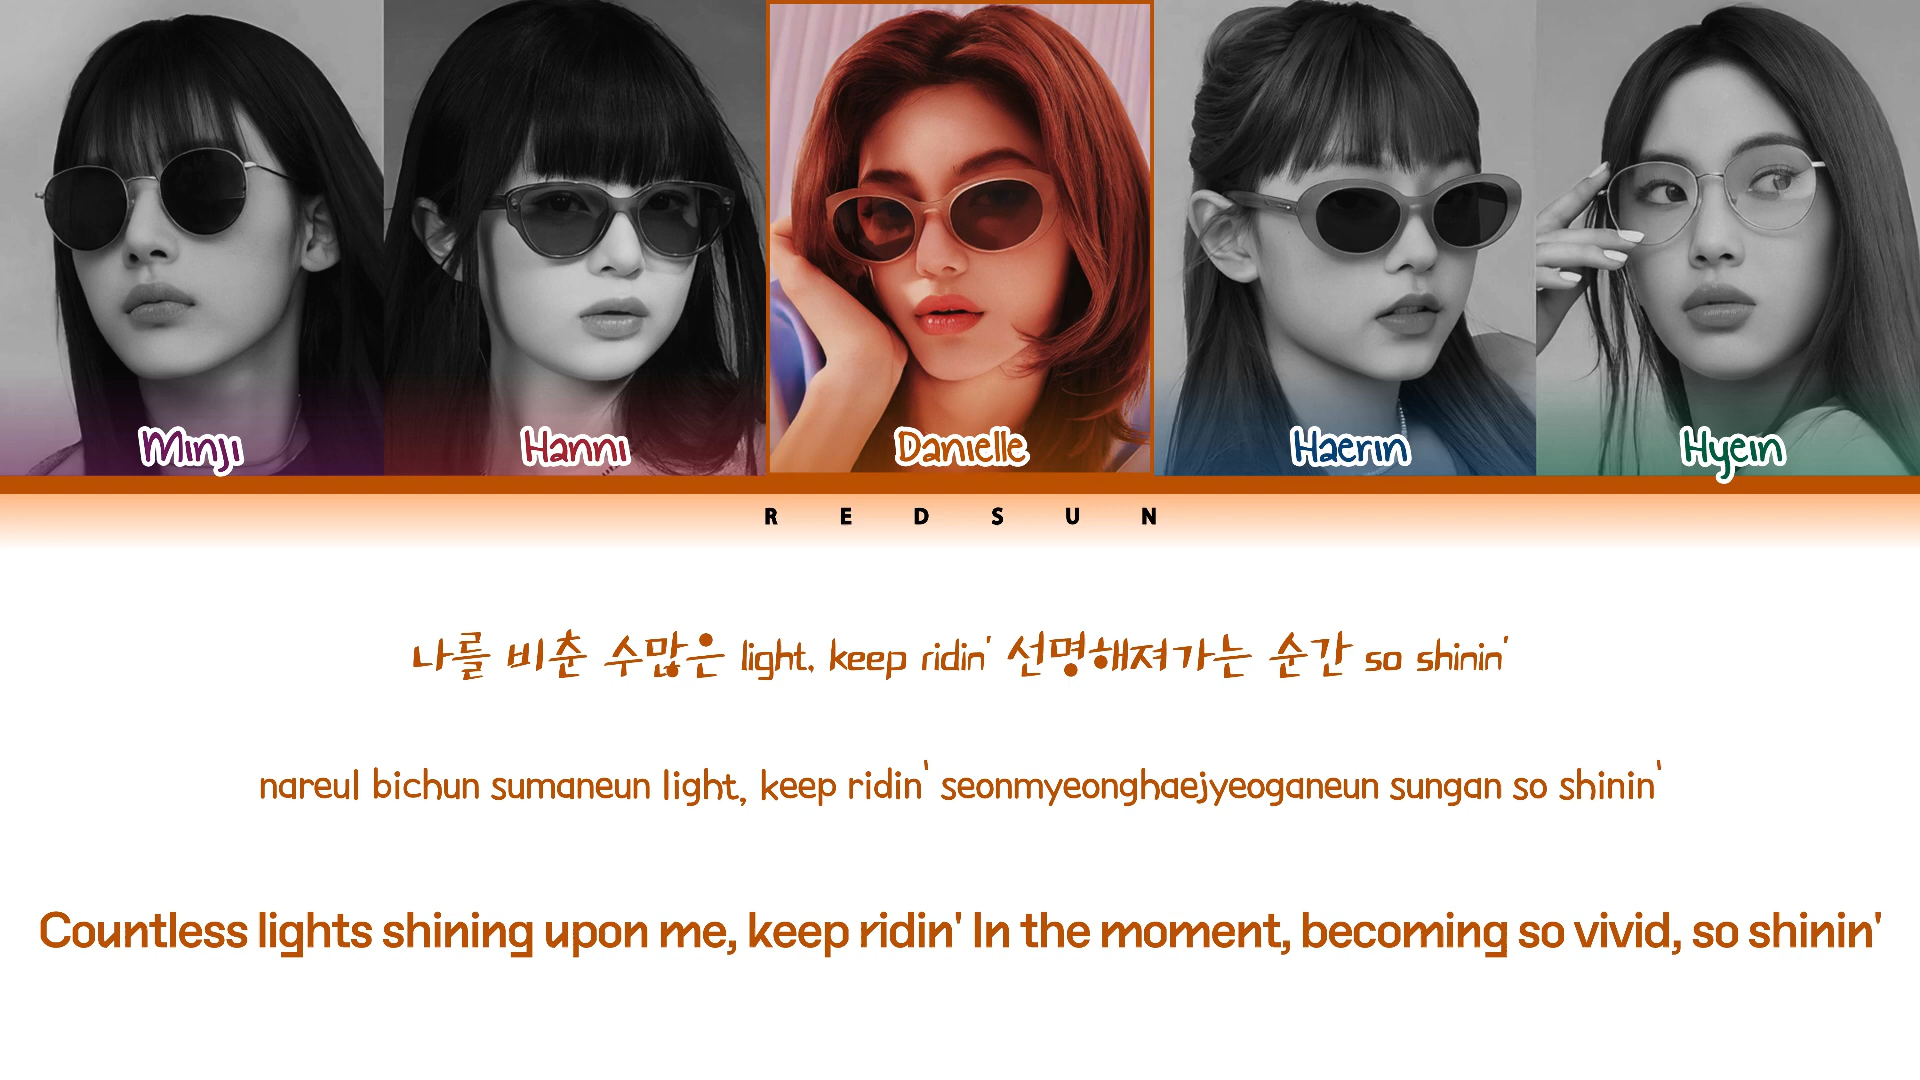 Minji Hanni Danielle Haerin Hyein
REDSUN
나를 비춘 수많은 light, keep ridin' 선명해져가는 순간 so shinin'
nareul bichun sumaneun light, keep ridin' seonmyeonghaejyeoganeun sungan so shinin'
Countless lights shining upon me, keep ridin' In the moment, becoming so vivid, so shinin'